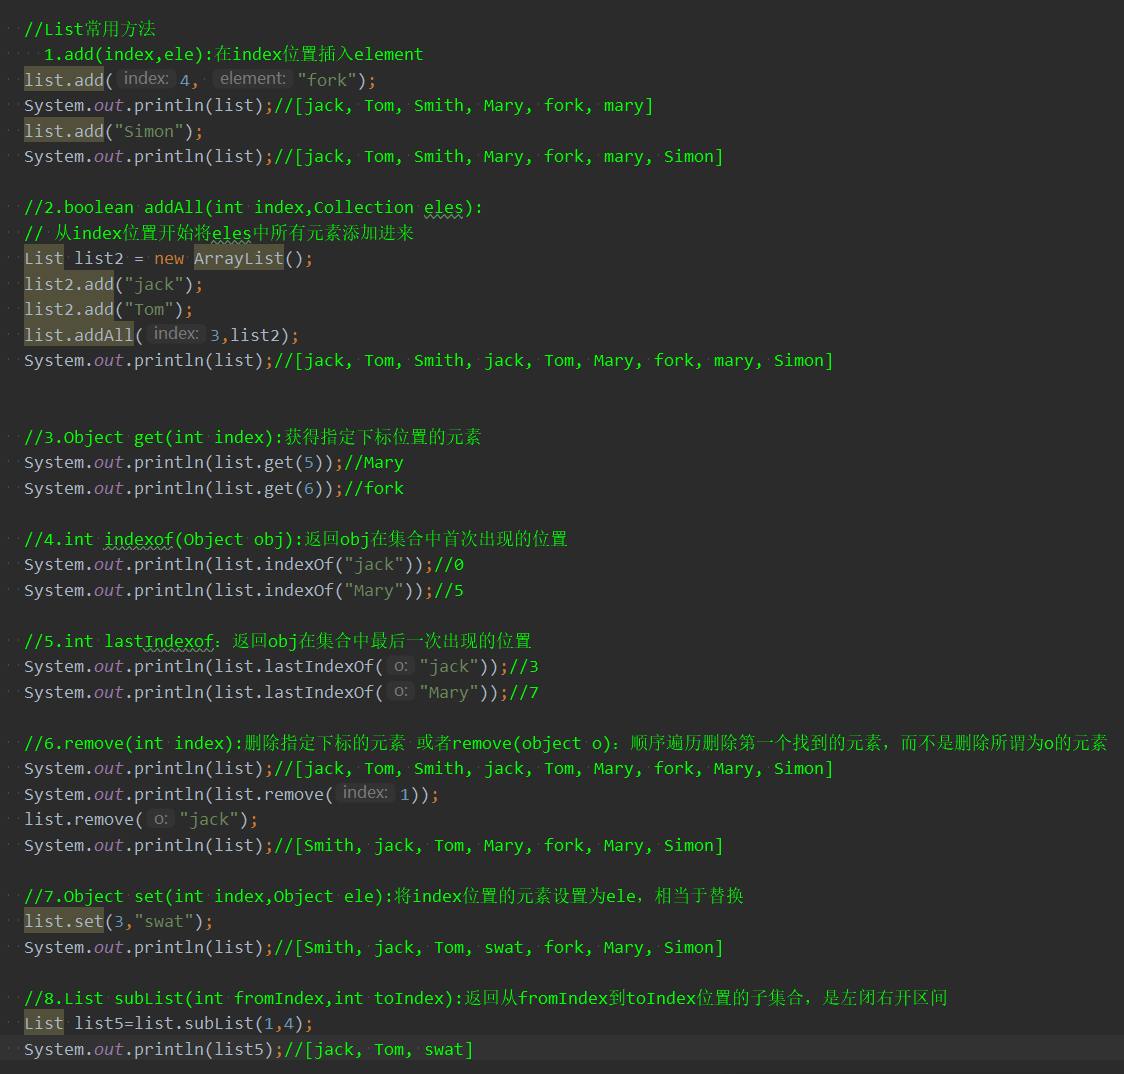 //List常用方法
1.add(index,ele):在index位置插入element
list.add( index: 4, element: "fork");
System.out.println(list);//[jack, Tom, Smith, Mary, fork, mary]
list.add("Simon");
System.out.println(list);//[jack, Tom, Smith, Mary, fork, mary, Simon]
//2.boolean addAll(int index,Collection eles):
// 从index位置开始将eles中所有元素添加进来
List list2 = new ArrayList();
list2.add("jack");
list2.add("Tom");
list.addAll( index: 3,list2);
System.out.println(list);//[jack, Tom, Smith, jack, Tom, Mary, fork, mary, Simon]
//3.Object get(int index):获得指定下标位置的元素
System.out.println(list.get(5));//Mary
System.out.println(list.get(6));//fork
//4.int indexof(Object obj):返回obj在集合中首次出现的位置
System.out.println(list.indexOf("jack"));//0
System.out.println(list.indexOf("Mary"));//5
//5.int lastIndexof：返回obj在集合中最后一次出现的位置
System.out.println(list.lastIndexOf( o: "jack"));//3
System.out.println(list.lastIndexOf( o: "Mary"));//7
//6.remove(int index):删除指定下标的元素 或者remove(object o)：顺序遍历删除第一个找到的元素，而不是删除所谓为o的元素
System.out.println(list);//[jack, Tom, Smith, jack, Tom, Mary, fork, Mary, Simon]
System.out.println(list.remove( index: 1));
list.remove( o: "jack");
System.out.println(list);//[Smith, jack, Tom, Mary, fork, Mary, Simon]
//7.Object set(int index,Object ele):将index位置的元素设置为ele，相当于替换
list.set(3,"swat");
System.out.println(list);//[Smith, jack, Tom, swat, fork, Mary, Simon]
//8.List subList(int fromIndex,int toIndex):返回从fromIndex到toIndex位置的子集合，是左闭右开区间
List list5=list.subList(1,4);
System.out.println(list5);//[jack, Tom, swat]